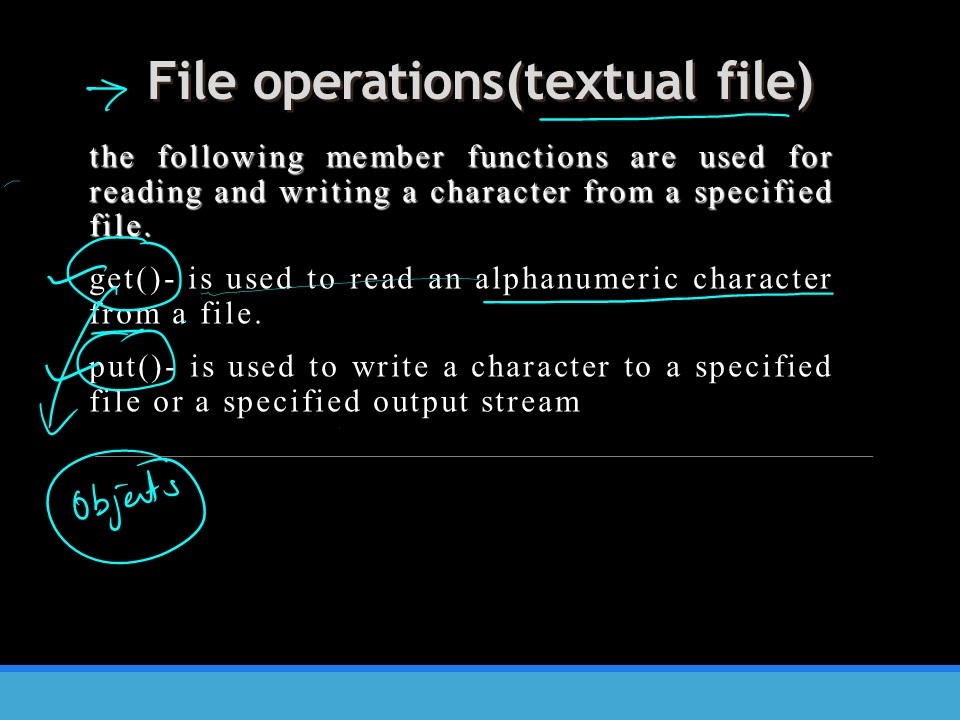 File operations(textual file)
the following member functions are used for
reading and writing a character from a specified
file.
get()- is used to read an alphanumeric character
from a file.
put()- is used to write a character to a specified
file or a specified output stream
Objects